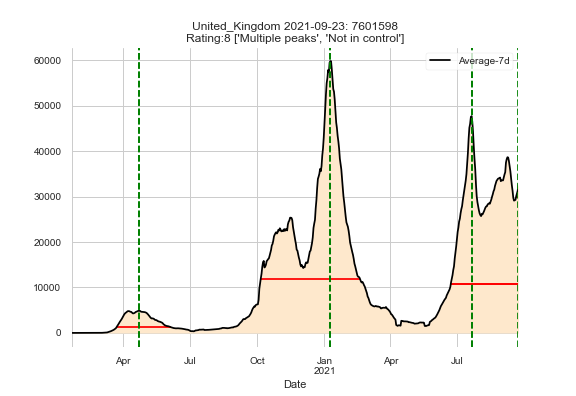 United_Kingdom 2021-09-23: 7601598
Rating:8 ['Multiple peaks', 'Not in control']
Average-7d
60000
50000
40000
30000
20000
10000
0
Apr
Jul
Oct
Jan
2021
Apr
Jul
Date